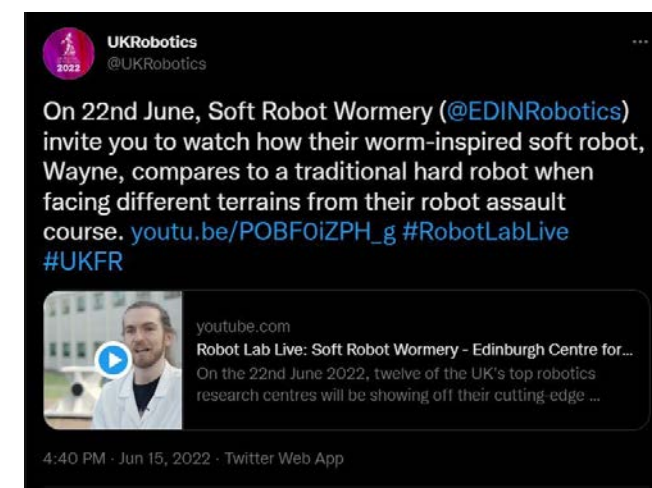 UKRobotics
@UKRobotics
2022
On 22nd June, Soft Robot Wormery (@EDINRobotics)
invite you to watch how their worm-inspired soft robot,
Wayne, compares to a traditional hard robot when
facing different terrains from their robot assault
course. youtu.be/POBF0iZPH_g #RobotLabLive
#UKFR
youtube.com
Robot Lab Live: Soft Robot Wormery - Edinburgh Centre for...
On the 22nd June 2022, twelve of the UK's top robotics
research centres will be showing off their cutting-edge ...
4:40 PM · Jun 15, 2022 · Twitter Web App